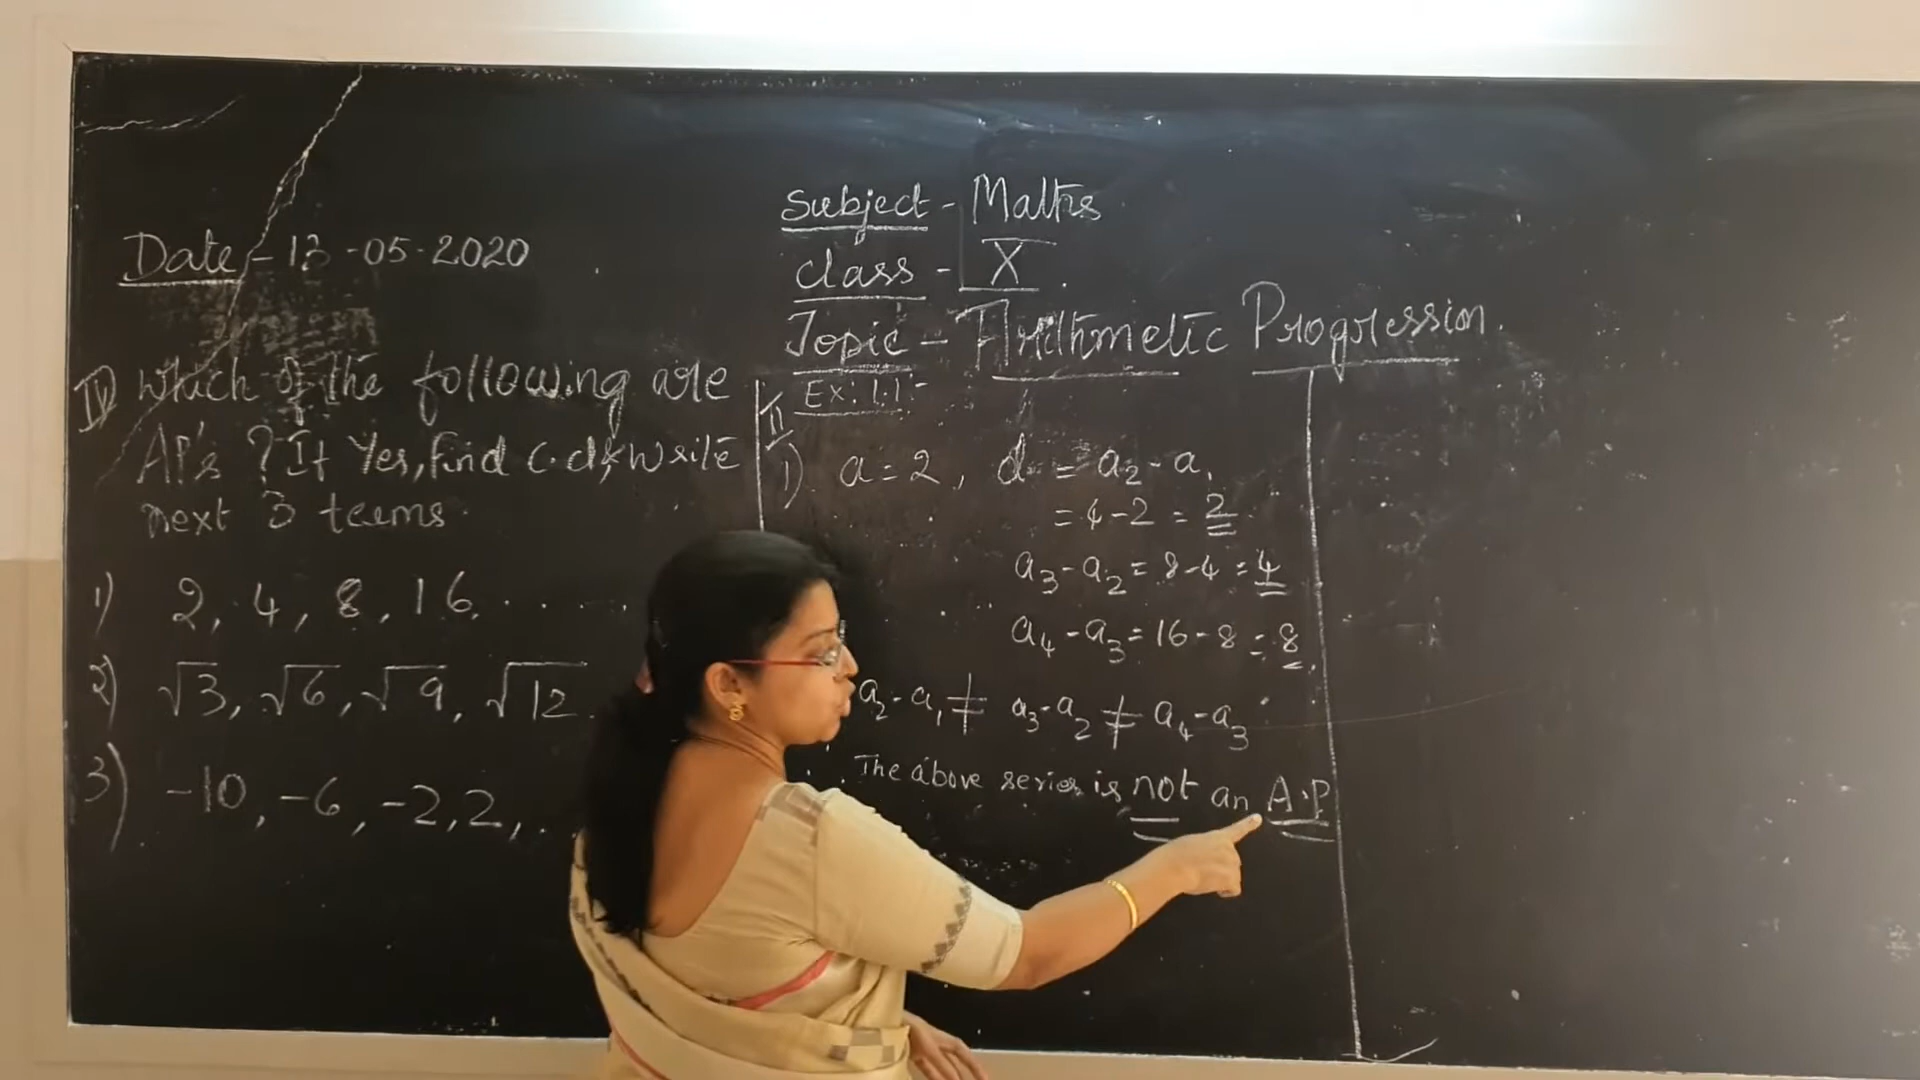 Subject - Maths
Date - 13-05-2020
Class - X
Topic - Arithmetic Progression.
IV) Which of the following are
AP's ? If Yes, find c.d & write
next 3 terms.
1) 2, 4, 8, 16, .....
2) √3, √6, √9, √12.
3) -10, -6, -2, 2, ..
Ex: 1.1:-
1) a = 2, d = a₂ - a₁
= 4 - 2 = 2
a₃ - a₂ = 8 - 4 = 4
a₄ - a₃ = 16 - 8 = 8
a₂ - a₁ ≠ a₃ - a₂ ≠ a₄ - a₃
The above series is not an A.P